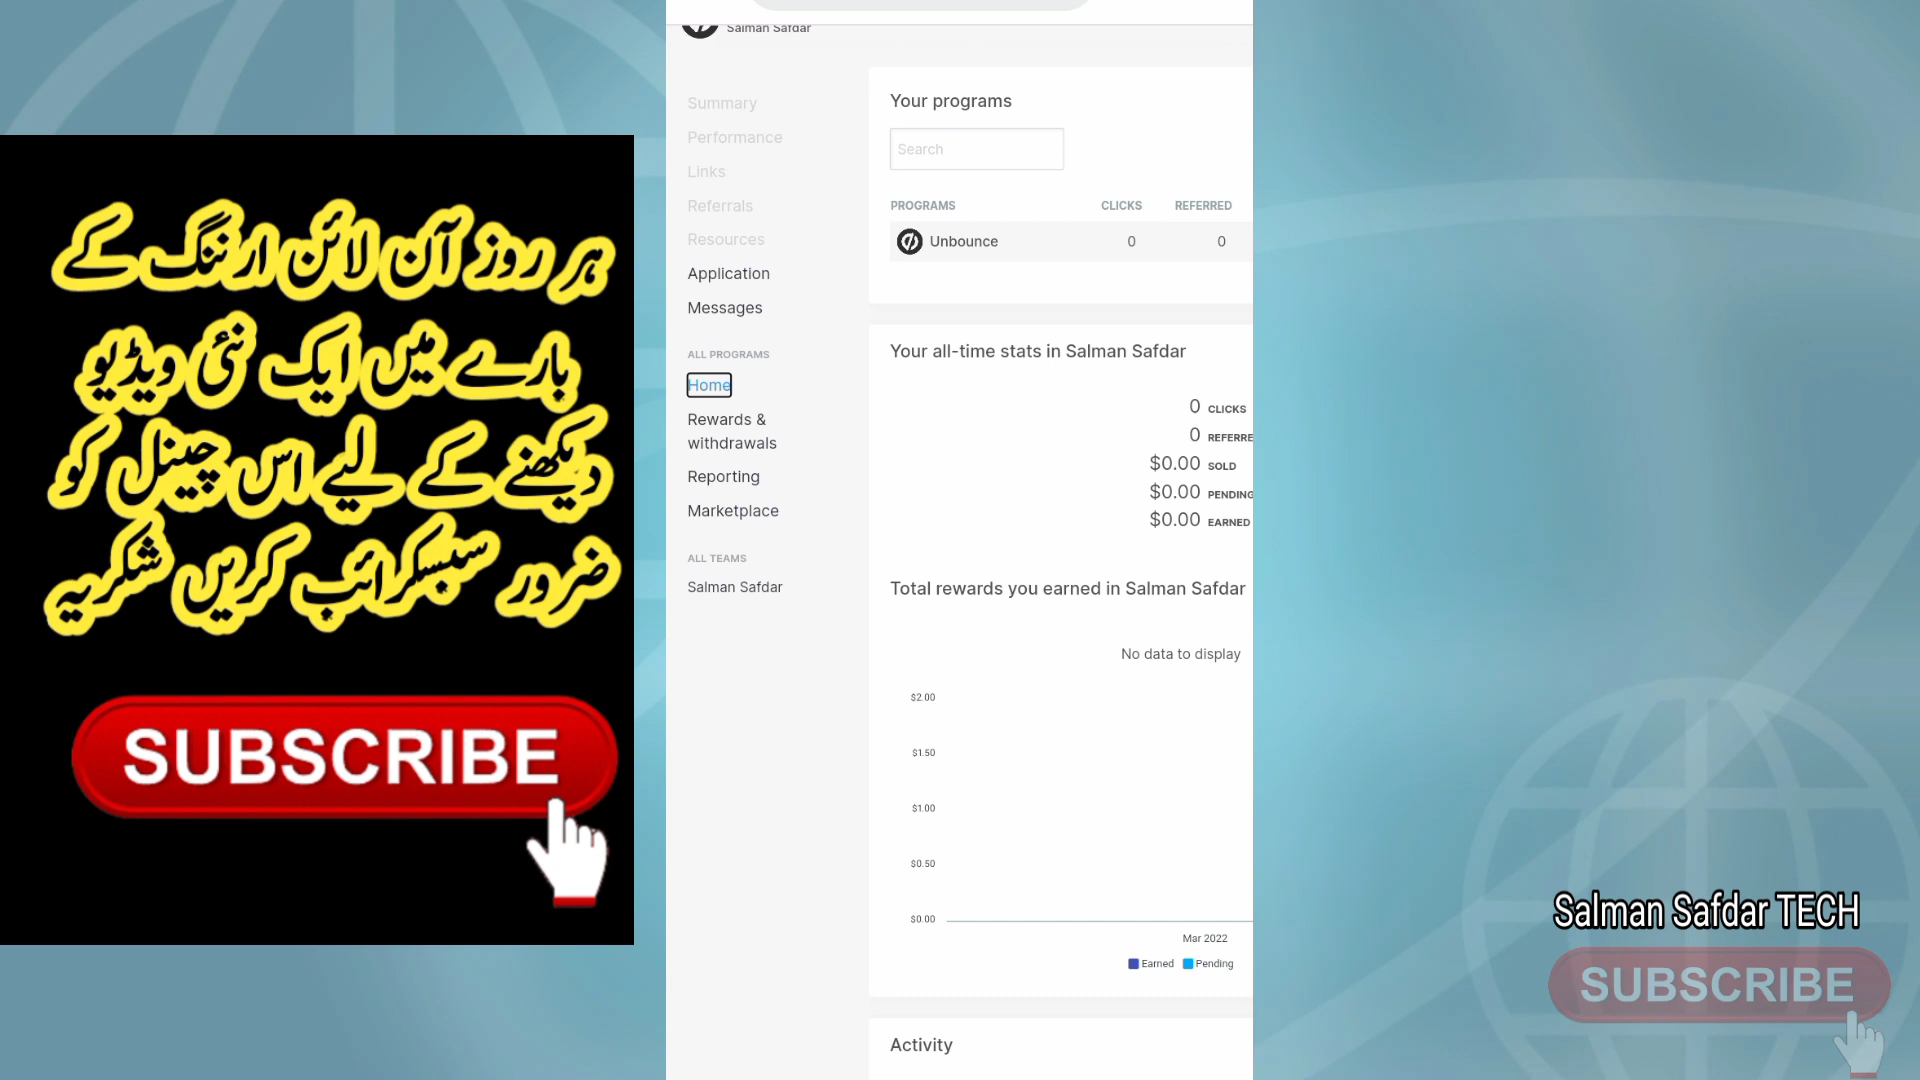 ہر روز آن لائن ارننگ کے
بارے میں ایک نئی ویڈیو
دیکھنے کے لیے اس چینل کو
ضرور سبسکرائب کریں شکریہ
SUBSCRIBE
Salman Safdar
Summary
Performance
Links
Referrals
Resources
Application
Messages
ALL PROGRAMS
Home
Rewards &
withdrawals
Reporting
Marketplace
ALL TEAMS
Salman Safdar
Your programs
Search
PROGRAMS CLICKS REFERRED
Unbounce 0 0
Your all-time stats in Salman Safdar
0 CLICKS
0 REFERRE
$0.00 SOLD
$0.00 PENDING
$0.00 EARNED
Total rewards you earned in Salman Safdar
No data to display
$2.00
$1.50
$1.00
$0.50
$0.00
Mar 2022
Earned Pending
Activity
Salman Safdar TECH
SUBSCRIBE